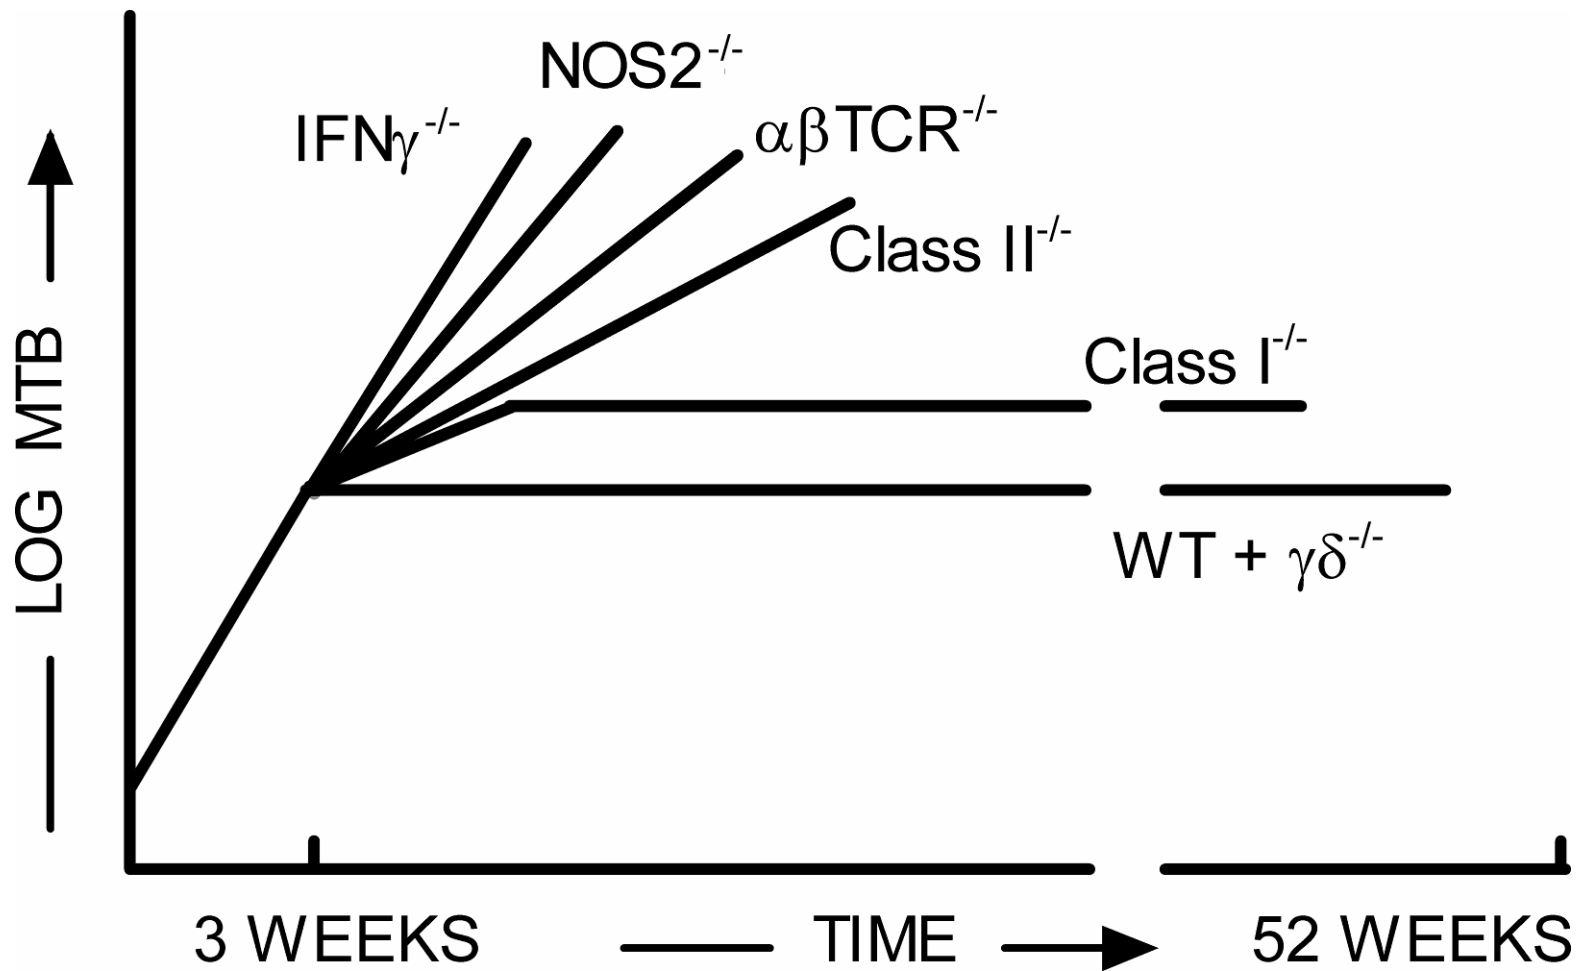 NOS2-/-
IFNγ-/-
αβTCR-/-
Class II-/-
Class I-/-
WT + γδ-/-
LOG MTB
3 WEEKS
TIME
52 WEEKS